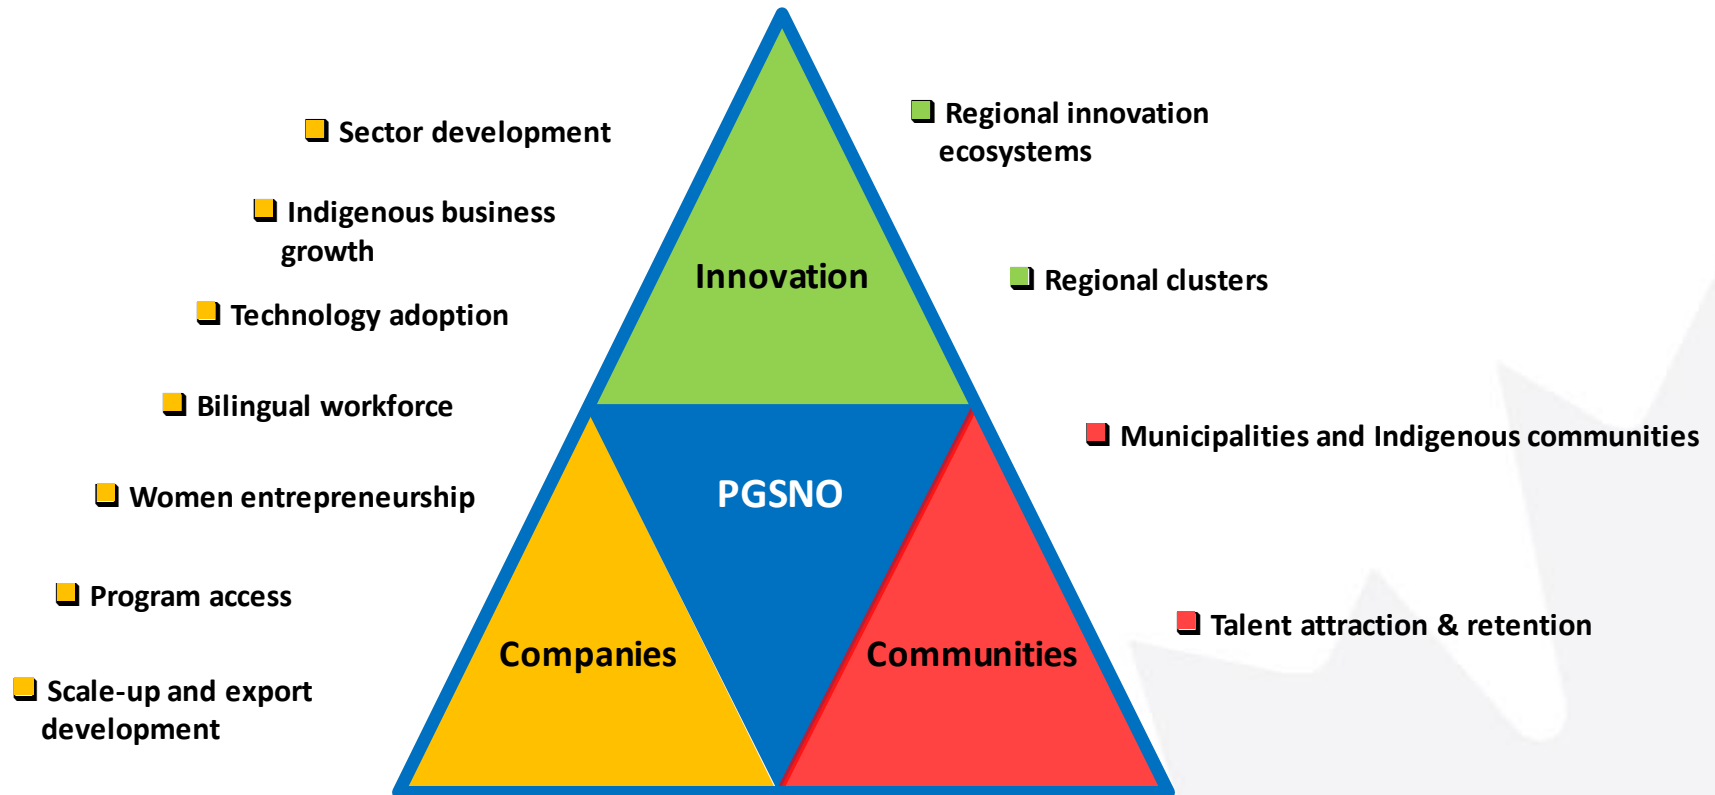 Sector development
Indigenous business
growth
Technology adoption
Bilingual workforce
Women entrepreneurship
Program access
Scale-up and export
development
Innovation
PGSNO
Companies
Communities
Regional innovation
ecosystems
Regional clusters
Municipalities and Indigenous communities
Talent attraction & retention